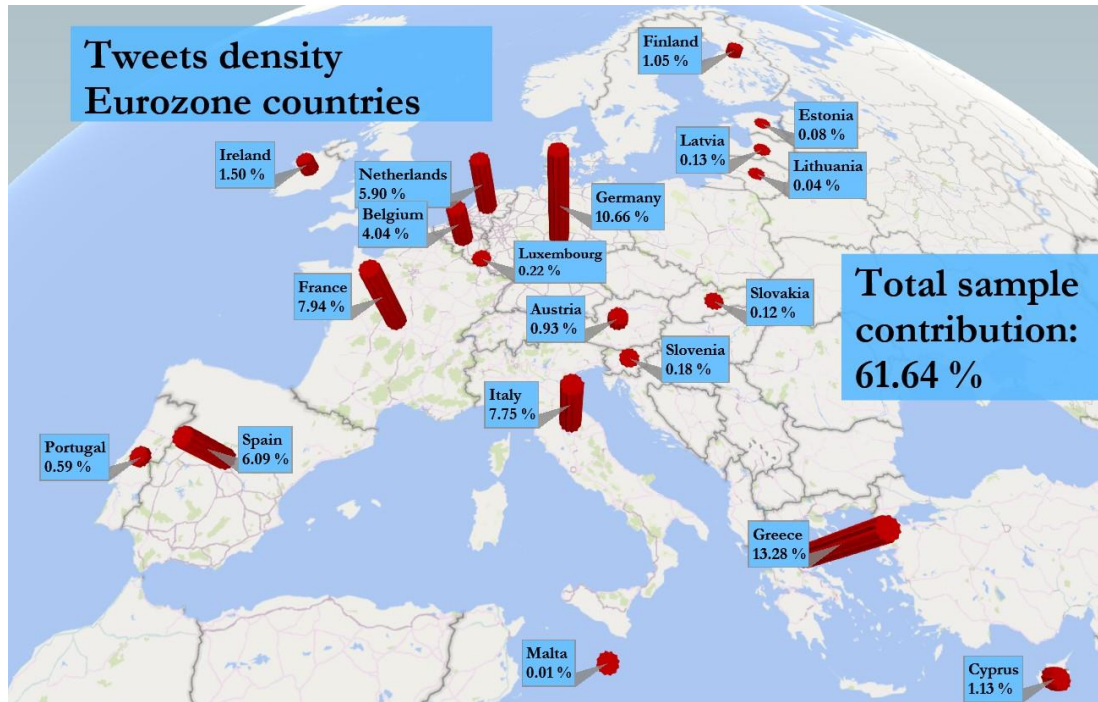 Tweets density
Eurozone countries
Finland
1.05 %
Estonia
0.08 %
Latvia
0.13 %
Lithuania
0.04 %
Ireland
1.50 %
Netherlands
5.90 %
Belgium
4.04 %
Germany
10.66 %
Luxembourg
0.22 %
France
7.94 %
Austria
0.93 %
Slovakia
0.12 %
Slovenia
0.18 %
Total sample
contribution:
61.64 %
Italy
7.75 %
Portugal
0.59 %
Spain
6.09 %
Greece
13.28 %
Malta
0.01 %
Cyprus
1.13 %